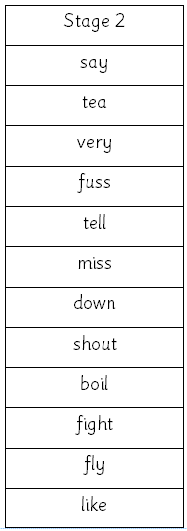 Stage 2
say
tea
very
fuss
tell
miss
down
shout
boil
fight
fly
like